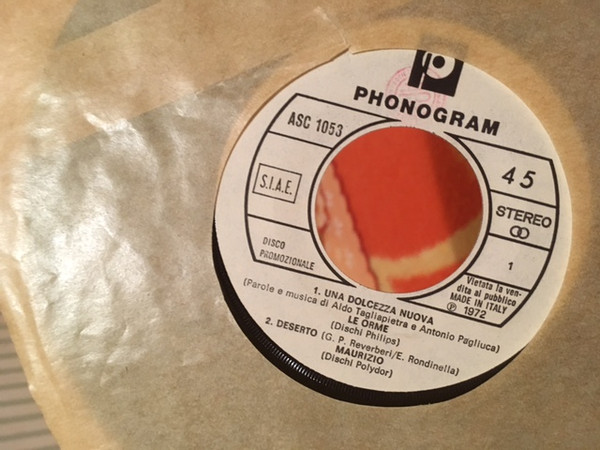 PHONOGRAM
ASC 1053
45
S.I.A.E.
STEREO
DISCO
PROMOZIONALE
1
Vietata la ven-
dita al pubblico
MADE IN ITALY
Ⓟ 1972
1. UNA DOLCEZZA NUOVA
(Parole e musica di Aldo Tagliapietra e Antonio Pagliuca)
LE ORME
(Dischi Philips)
2. DESERTO (G. P. Reverberi/E. Rondinella)
MAURIZIO
(Dischi Polydor)